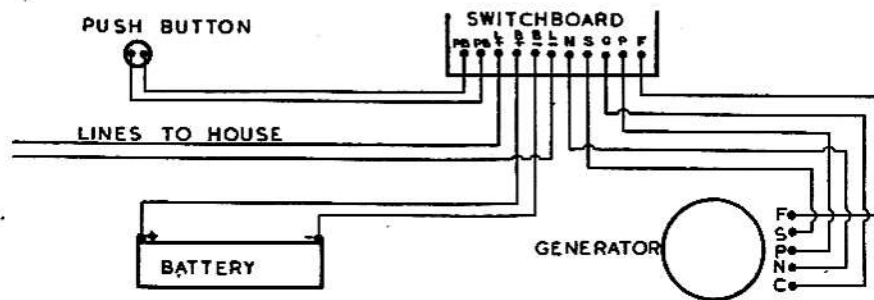 SWITCHBOARD
PUSH BUTTON
PB PB L+ B+ B- L- N S C P F
LINES TO HOUSE
GENERATOR
F
S
P
N
C
+ -
BATTERY